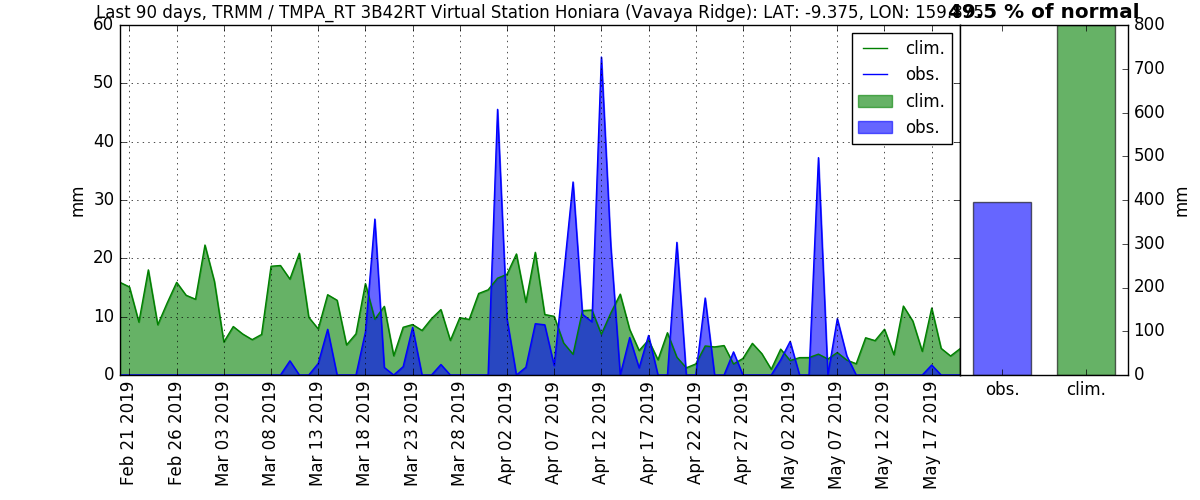 Last 90 days, TRMM / TMPA_RT 3B42RT Virtual Station Honiara (Vavaya Ridge): LAT: -9.375, LON:
49.5 % of normal
60
50
40
30
20
10
0
mm
clim.
obs.
clim.
obs.
Feb 21 2019
Feb 26 2019
Mar 03 2019
Mar 08 2019
Mar 13 2019
Mar 18 2019
Mar 23 2019
Mar 28 2019
Apr 02 2019
Apr 07 2019
Apr 12 2019
Apr 17 2019
Apr 22 2019
Apr 27 2019
May 02 2019
May 07 2019
May 12 2019
May 17 2019
800
700
600
500
400
300
200
100
0
mm
obs. clim.